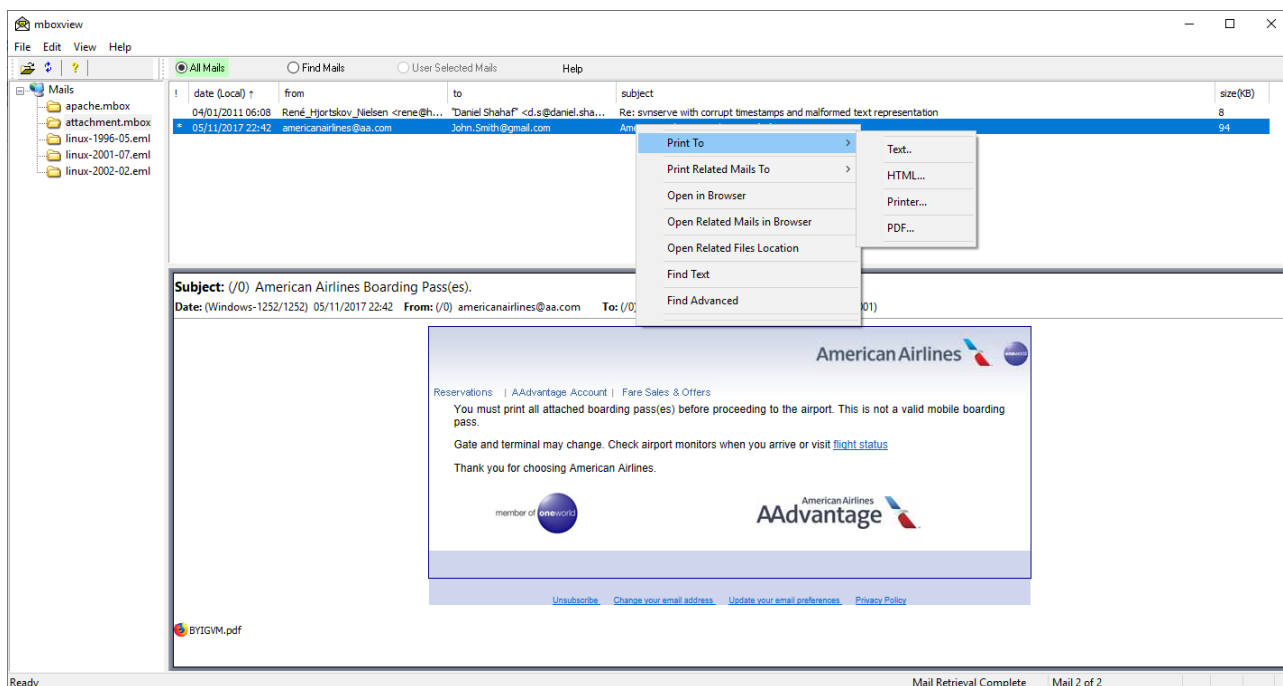 mboxview
File Edit View Help
All Mails Find Mails User Selected Mails Help
Mails
apache.mbox
attachment.mbox
linux-1996-05.eml
linux-2001-07.eml
linux-2002-02.eml
! date (Local) ↑ from to subject size(KB)
04/01/2011 06:08 René_Hjortskov_Nielsen <rene@h... "Daniel Shahaf" <d.s@daniel.sha... Re: svnserve with corrupt timestamps and malformed text representation 8
* 05/11/2017 22:42 americanairlines@aa.com John.Smith@gmail.com 94
Print To >
Print Related Mails To >
Open in Browser
Open Related Mails in Browser
Open Related Files Location
Find Text
Find Advanced
Text..
HTML...
Printer...
PDF...
Subject: (/0) American Airlines Boarding Pass(es).
Date: (Windows-1252/1252) 05/11/2017 22:42 From: (/0) americanairlines@aa.com To: (/0)
American Airlines oneworld
Reservations | AAdvantage Account | Fare Sales & Offers
You must print all attached boarding pass(es) before proceeding to the airport. This is not a valid mobile boarding
pass.
Gate and terminal may change. Check airport monitors when you arrive or visit flight status
Thank you for choosing American Airlines.
member of oneworld
American Airlines
AAdvantage
Unsubscribe Change your email address Update your email preferences Privacy Policy
BYIGVM.pdf
Ready Mail Retrieval Complete Mail 2 of 2